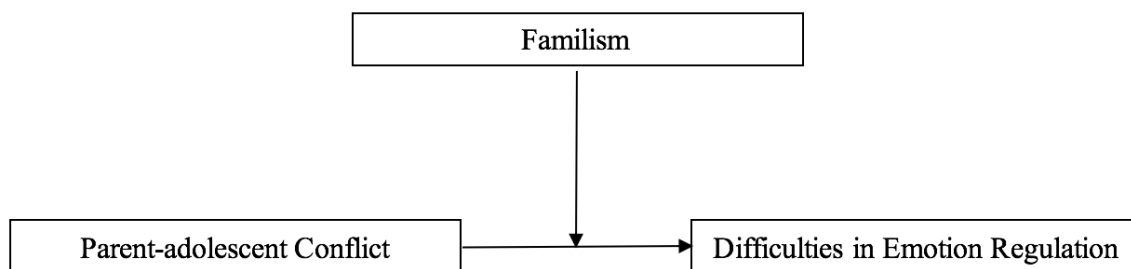 Familism
Parent-adolescent Conflict
Difficulties in Emotion Regulation